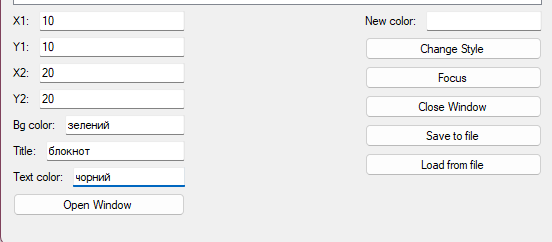 X1: 10
Y1: 10
X2: 20
Y2: 20
Bg color: зелений
Title: блокнот
Text color: чорний
Open Window
New color:
Change Style
Focus
Close Window
Save to file
Load from file